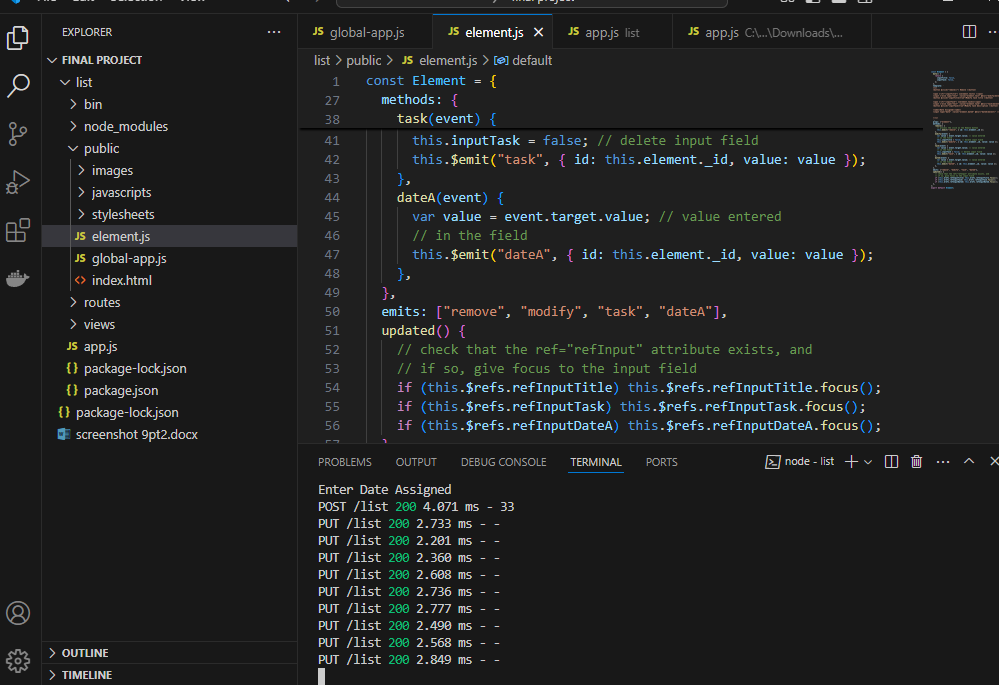 EXPLORER
FINAL PROJECT
list
bin
node_modules
public
images
javascripts
stylesheets
JS element.js
JS global-app.js
<> index.html
routes
views
JS app.js
{} package-lock.json
{} package.json
{} package-lock.json
screenshot 9pt2.docx
OUTLINE
TIMELINE
JS global-app.js
JS element.js
JS app.js list
JS app.js C:\...\Downloads\...
list > public > JS element.js > default
1 const Element = {
27 methods: {
38 task(event) {
41 this.inputTask = false; // delete input field
42 this.$emit("task", { id: this.element._id, value: value });
43 },
44 dateA(event) {
45 var value = event.target.value; // value entered
46 // in the field
47 this.$emit("dateA", { id: this.element._id, value: value });
48 },
49 },
50 emits: ["remove", "modify", "task", "dateA"],
51 updated() {
52 // check that the ref="refInput" attribute exists, and
53 // if so, give focus to the input field
54 if (this.$refs.refInputTitle) this.$refs.refInputTitle.focus();
55 if (this.$refs.refInputTask) this.$refs.refInputTask.focus();
56 if (this.$refs.refInputDateA) this.$refs.refInputDateA.focus();
PROBLEMS OUTPUT DEBUG CONSOLE TERMINAL PORTS node - list
Enter Date Assigned
POST /list 200 4.071 ms - 33
PUT /list 200 2.733 ms - -
PUT /list 200 2.201 ms - -
PUT /list 200 2.360 ms - -
PUT /list 200 2.608 ms - -
PUT /list 200 2.736 ms - -
PUT /list 200 2.777 ms - -
PUT /list 200 2.490 ms - -
PUT /list 200 2.568 ms - -
PUT /list 200 2.849 ms - -